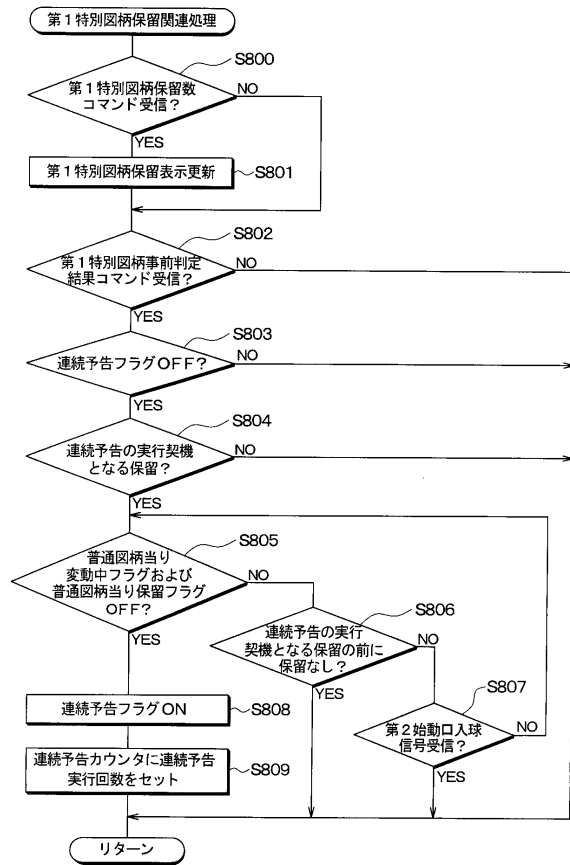 第1特別図柄保留関連処理
S800
第1特別図柄保留数
コマンド受信？
NO
YES
第1特別図柄保留表示更新
S801
S802
第1特別図柄事前判定
結果コマンド受信？
NO
YES
S803
連続予告フラグOFF？
NO
YES
S804
連続予告の実行契機
となる保留？
NO
YES
S805
普通図柄当り
変動中フラグおよび
普通図柄当り保留フラグ
OFF？
NO
YES
S806
連続予告の実行
契機となる保留の前に
保留なし？
NO
YES
S807
第2始動口入球
信号受信？
NO
YES
連続予告フラグON
S808
連続予告カウンタに連続予告
実行回数をセット
S809
リターン